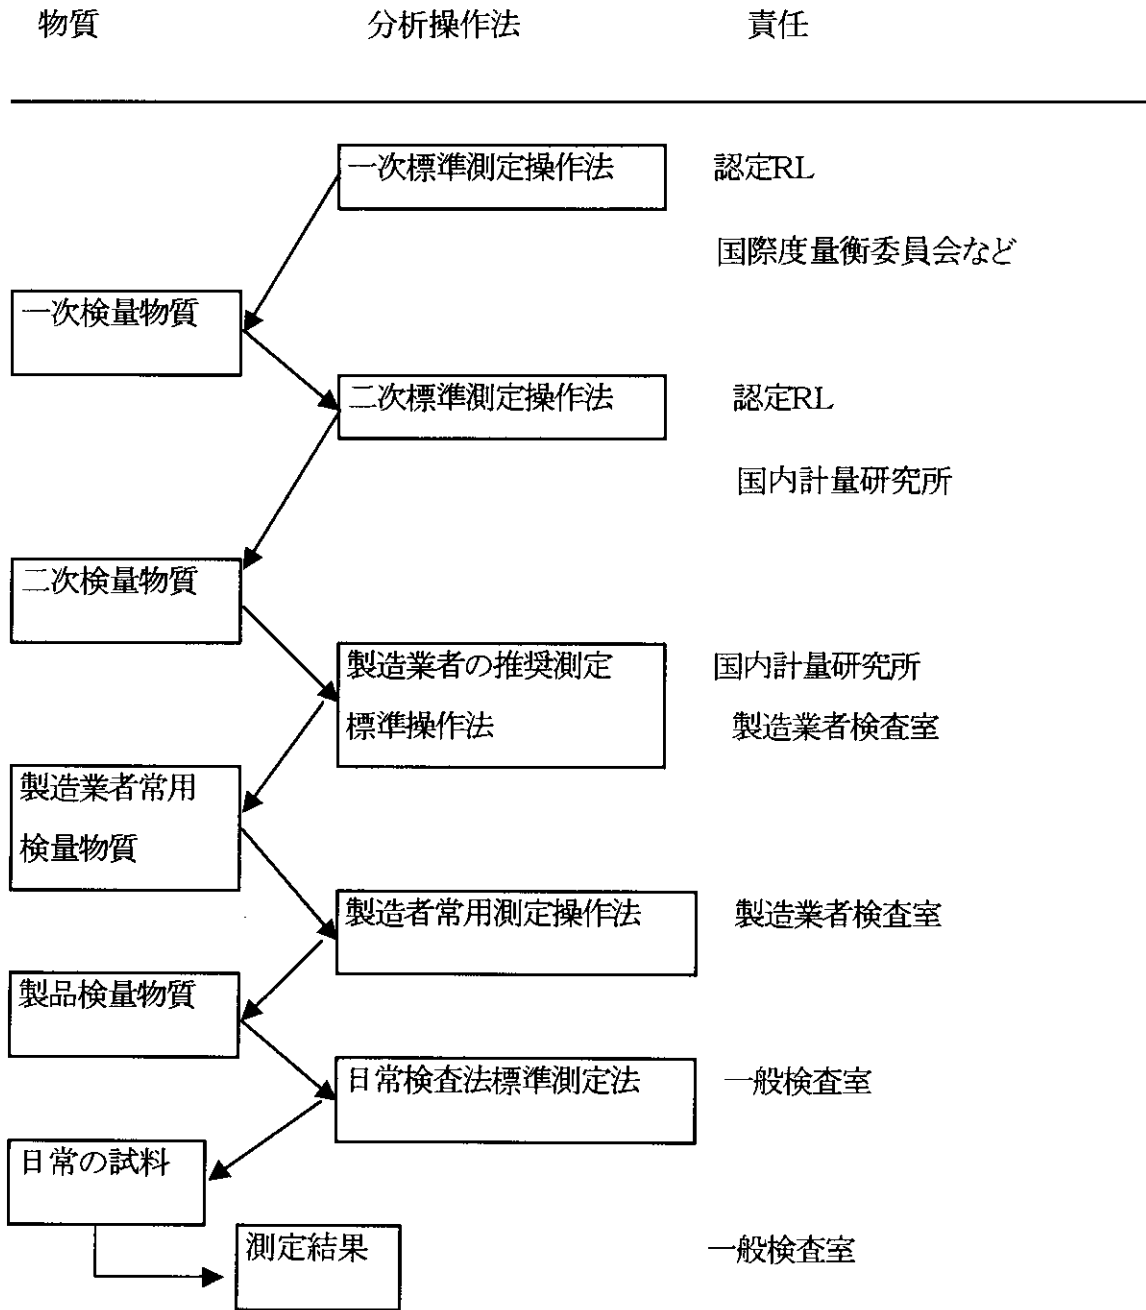 物質 分析操作法 責任
一次標準測定操作法 認定RL
国際度量衡委員会など
一次検量物質
二次標準測定操作法 認定RL
国内計量研究所
二次検量物質
製造業者の推奨測定 国内計量研究所
標準操作法 製造業者検査室
製造業者常用
検量物質
製造者常用測定操作法 製造業者検査室
製品検量物質
日常検査法標準測定法 一般検査室
日常の試料
測定結果 一般検査室